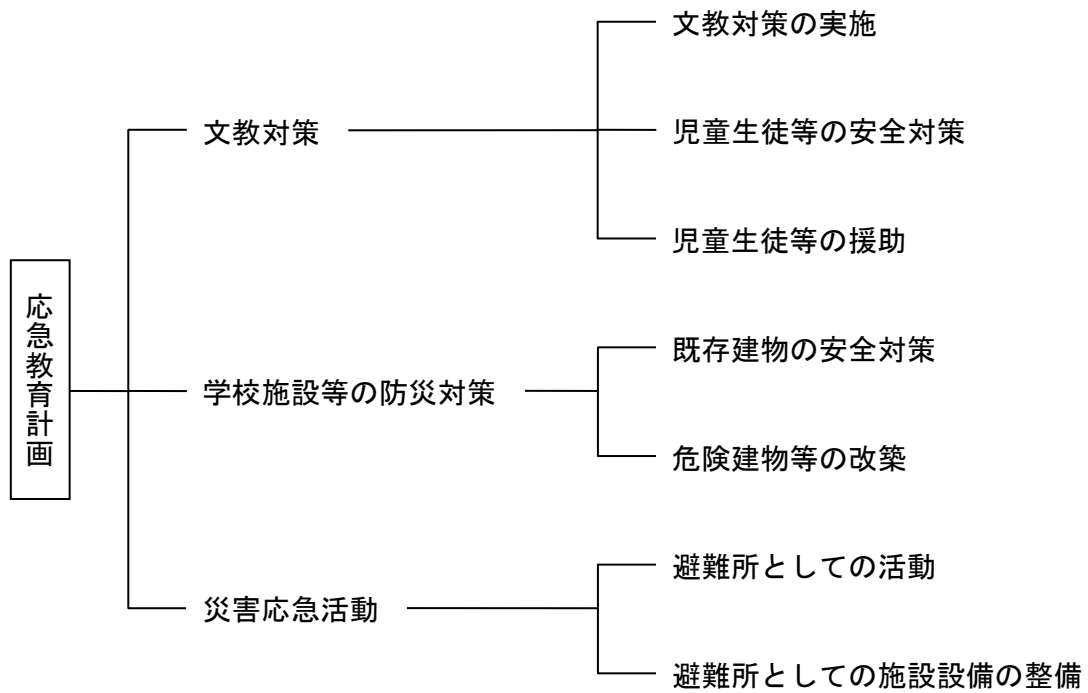 応急教育計画
文教対策
文教対策の実施
児童生徒等の安全対策
児童生徒等の援助
学校施設等の防災対策
既存建物の安全対策
危険建物等の改築
災害応急活動
避難所としての活動
避難所としての施設設備の整備